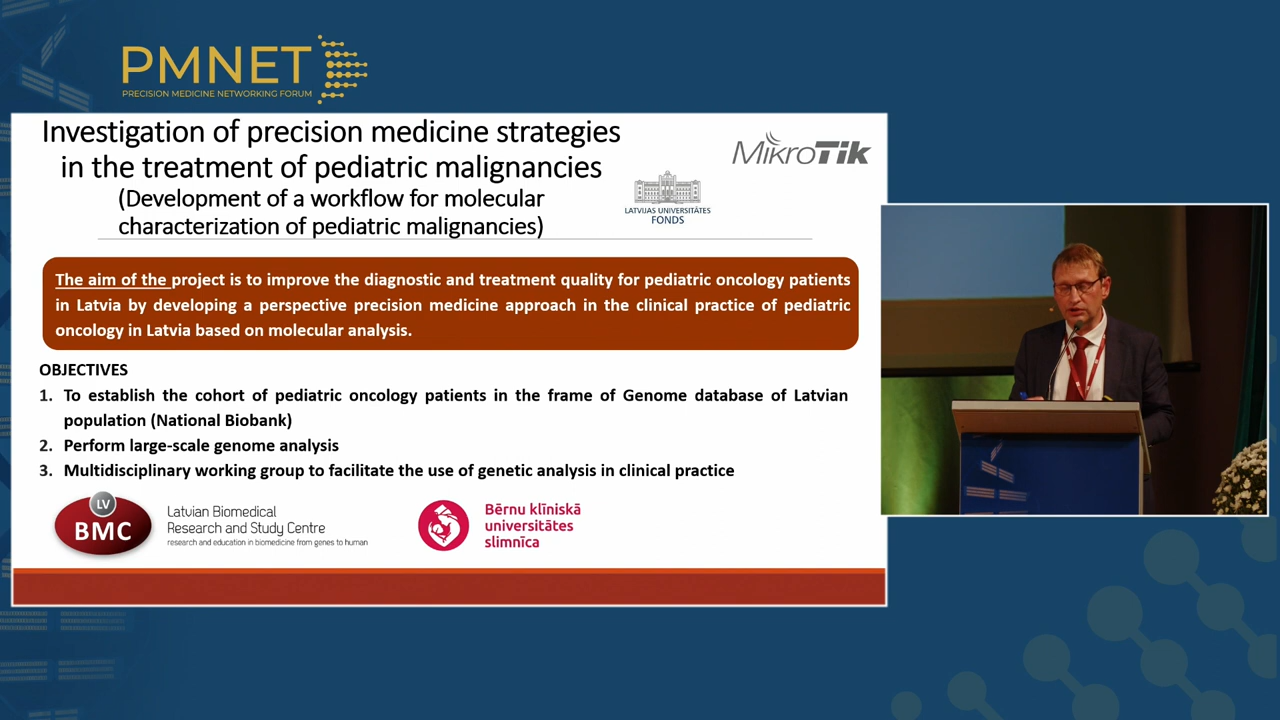 PMNET
PRECISION MEDICINE NETWORKING FORUM
Investigation of precision medicine strategies
in the treatment of pediatric malignancies
(Development of a workflow for molecular
characterization of pediatric malignancies)
MikroTik
LATVIJAS UNIVERSITĀTES
FONDS
The aim of the project is to improve the diagnostic and treatment quality for pediatric oncology patients
in Latvia by developing a perspective precision medicine approach in the clinical practice of pediatric
oncology in Latvia based on molecular analysis.
OBJECTIVES
1. To establish the cohort of pediatric oncology patients in the frame of Genome database of Latvian
population (National Biobank)
2. Perform large-scale genome analysis
3. Multidisciplinary working group to facilitate the use of genetic analysis in clinical practice
LV
BMC
Latvian Biomedical
Research and Study Centre
research and education in biomedicine from genes to human
Bērnu klīniskā
universitātes
slimnīca